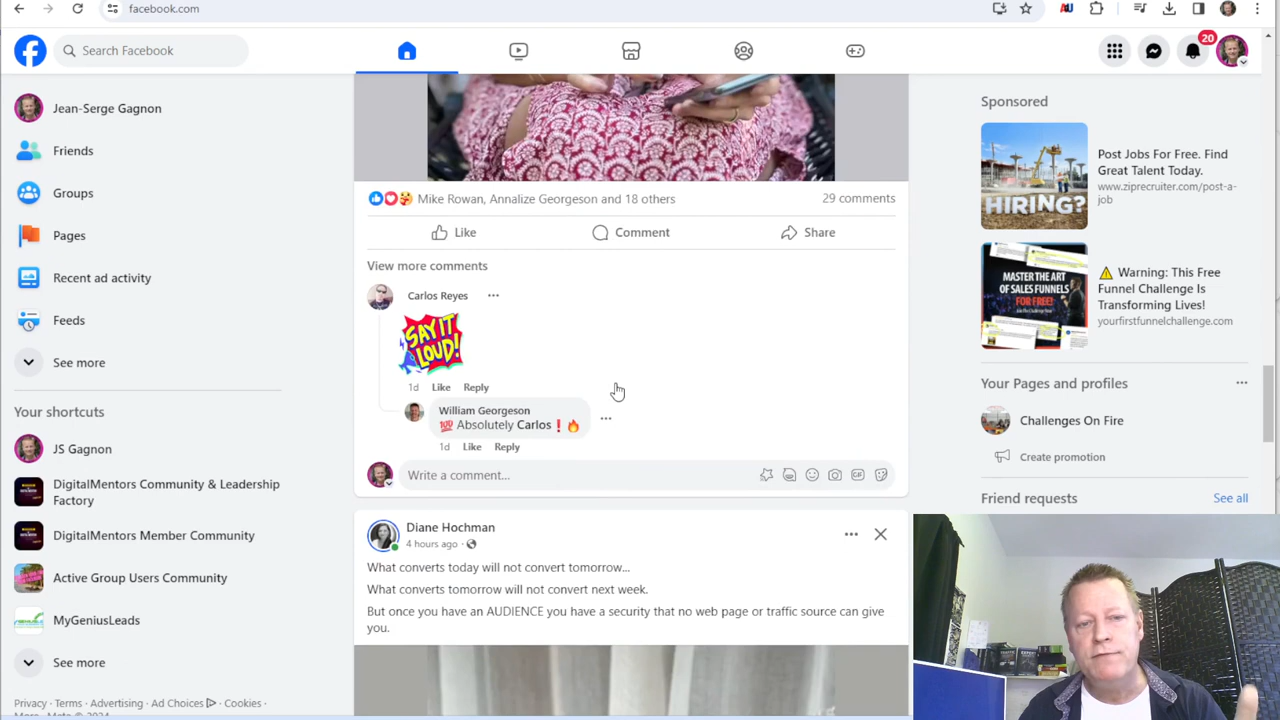 facebook.com
Search Facebook
20
Jean-Serge Gagnon
Friends
Groups
Pages
Recent ad activity
Feeds
See more
Your shortcuts
JS Gagnon
DigitalMentors Community & Leadership
Factory
DigitalMentors Member Community
Active Group Users Community
MyGeniusLeads
See more
Privacy · Terms · Advertising · Ad Choices · Cookies ·
Mike Rowan, Annalize Georgeson and 18 others
29 comments
Like
Comment
Share
View more comments
Carlos Reyes
SAY IT
LOUD!
1d Like Reply
William Georgeson
💯 Absolutely Carlos❗🔥
1d Like Reply
Write a comment...
Diane Hochman
4 hours ago ·
What converts today will not convert tomorrow...
What converts tomorrow will not convert next week.
But once you have an AUDIENCE you have a security that no web page or traffic source can give
you.
Sponsored
HIRING?
Post Jobs For Free. Find
Great Talent Today.
www.ziprecruiter.com/post-a-
job
MASTER THE ART
OF SALES FUNNELS
FOR FREE!
⚠ Warning: This Free
Funnel Challenge Is
Transforming Lives!
yourfirstfunnelchallenge.com
Your Pages and profiles
Challenges On Fire
Create promotion
Friend requests
See all